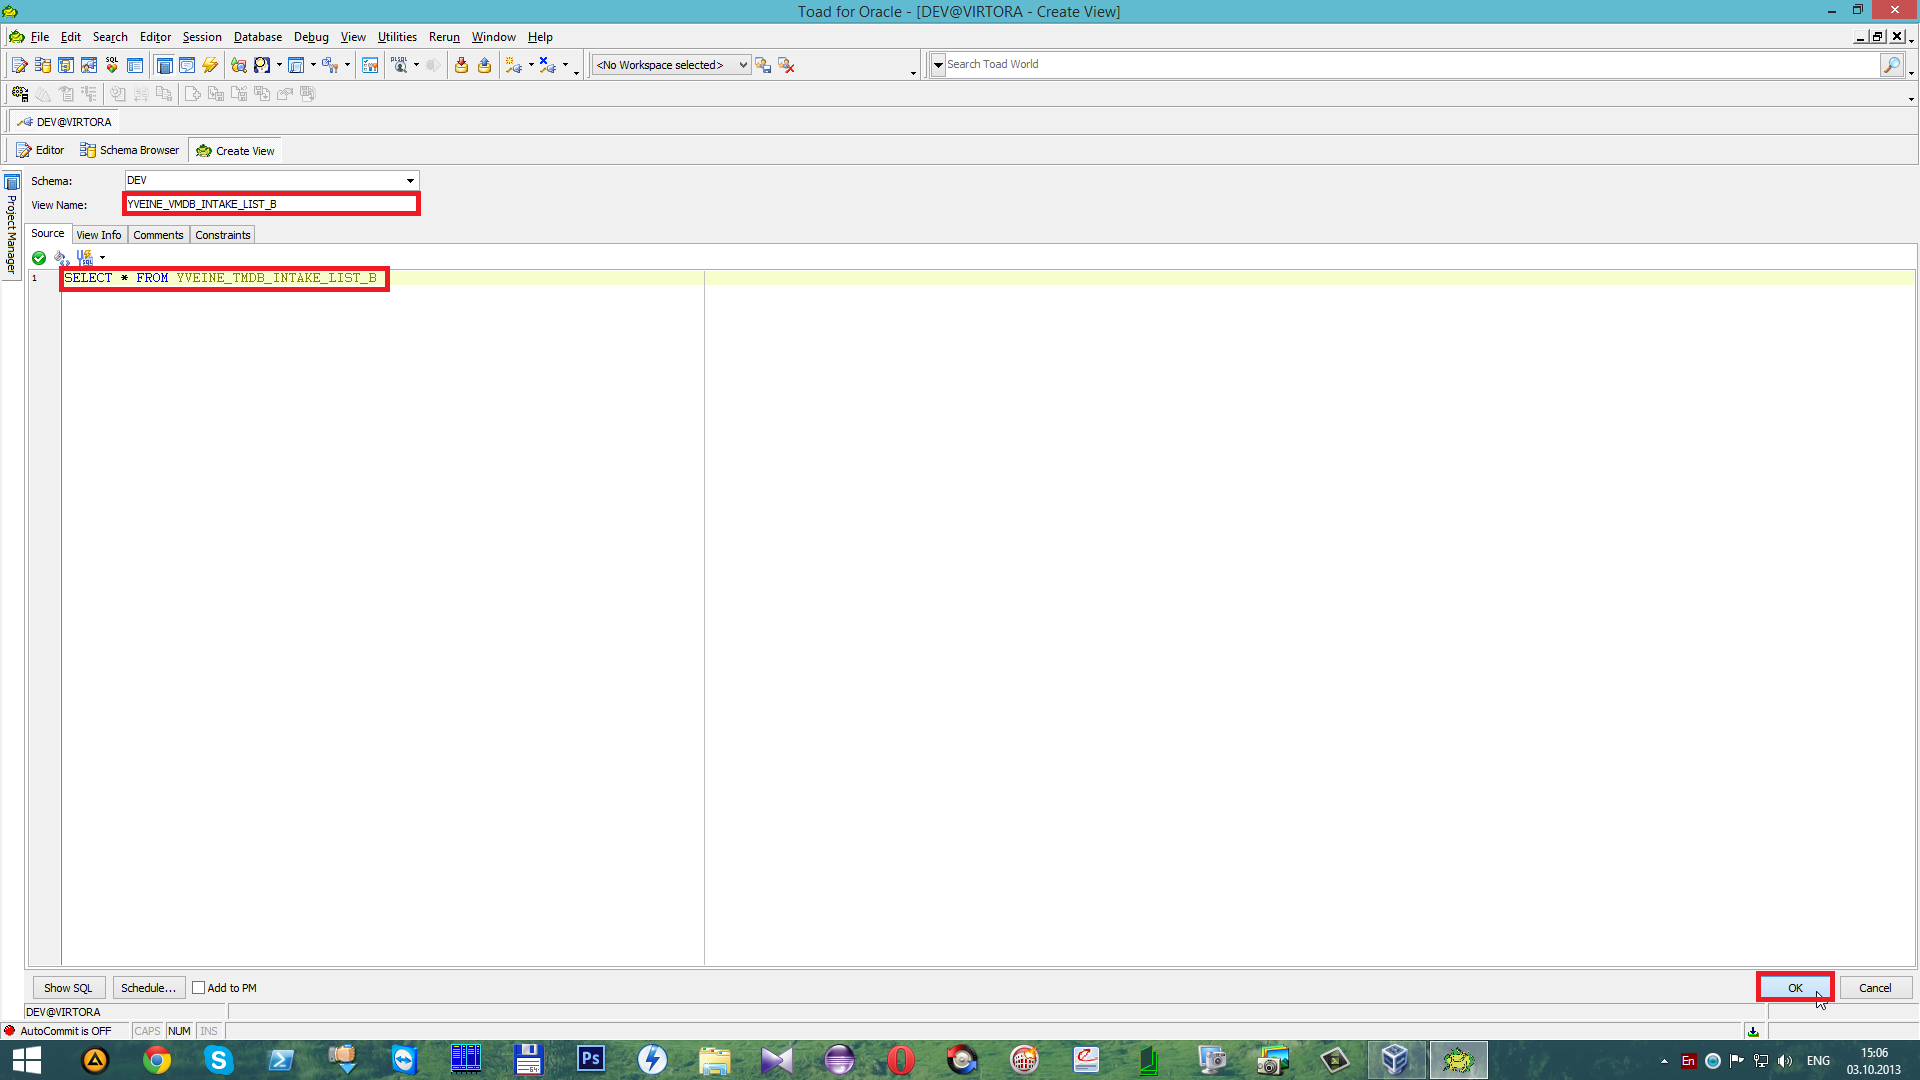 Toad for Oracle - [DEV@VIRTORA - Create View]
File Edit Search Editor Session Database Debug View Utilities Rerun Window Help
<No Workspace selected> Search Toad World
DEV@VIRTORA
Editor Schema Browser Create View
Project Manager
Schema: DEV
View Name: YVEINE_VMDB_INTAKE_LIST_B
Source View Info Comments Constraints
1 SELECT * FROM YVEINE_TMDB_INTAKE_LIST_B
Show SQL Schedule... Add to PM OK Cancel
DEV@VIRTORA
AutoCommit is OFF CAPS NUM INS
Ps
En ENG 15:06
03.10.2013